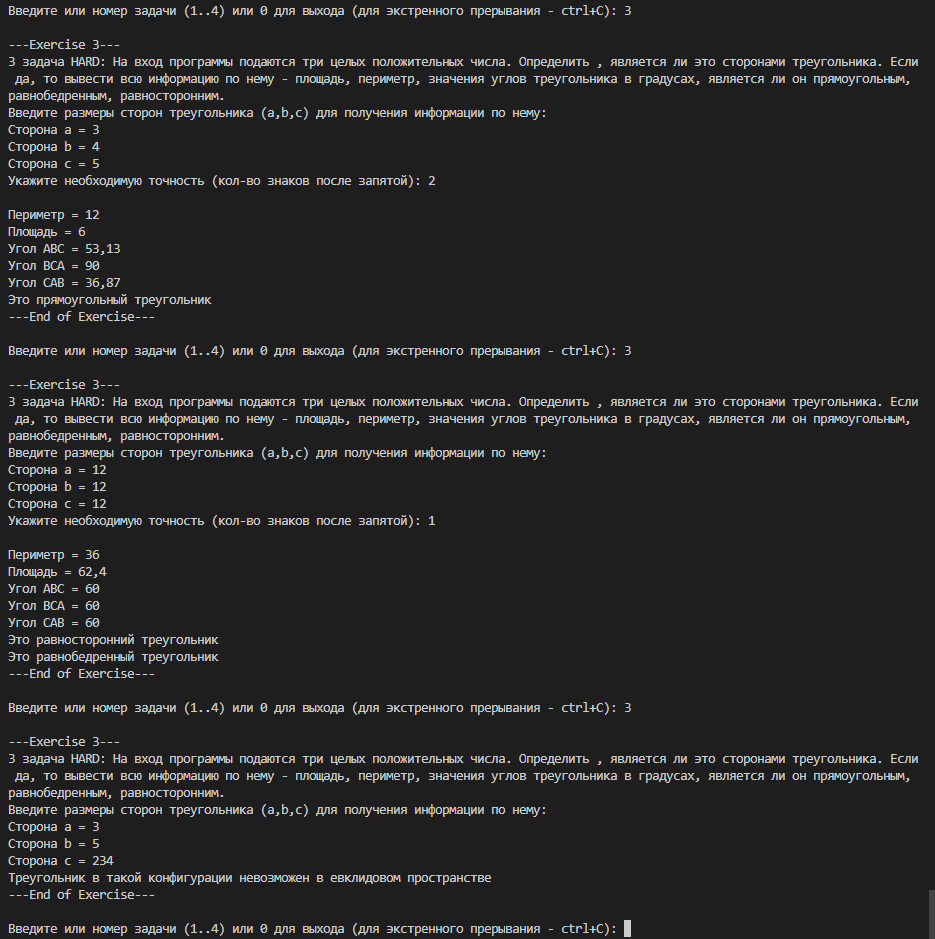 Введите или номер задачи (1..4) или 0 для выхода (для экстренного прерывания - ctrl+C): 3
---Exercise 3---
3 задача HARD: На вход программы подаются три целых положительных числа. Определить , является ли это сторонами треугольника. Если
да, то вывести всю информацию по нему - площадь, периметр, значения углов треугольника в градусах, является ли он прямоугольным,
равнобедренным, равносторонним.
Введите размеры сторон треугольника (a,b,c) для получения информации по нему:
Сторона a = 3
Сторона b = 4
Сторона c = 5
Укажите необходимую точность (кол-во знаков после запятой): 2
Периметр = 12
Площадь = 6
Угол ABC = 53,13
Угол BCA = 90
Угол CAB = 36,87
Это прямоугольный треугольник
---End of Exercise---
Введите или номер задачи (1..4) или 0 для выхода (для экстренного прерывания - ctrl+C): 3
---Exercise 3---
3 задача HARD: На вход программы подаются три целых положительных числа. Определить , является ли это сторонами треугольника. Если
да, то вывести всю информацию по нему - площадь, периметр, значения углов треугольника в градусах, является ли он прямоугольным,
равнобедренным, равносторонним.
Введите размеры сторон треугольника (a,b,c) для получения информации по нему:
Сторона a = 12
Сторона b = 12
Сторона c = 12
Укажите необходимую точность (кол-во знаков после запятой): 1
Периметр = 36
Площадь = 62,4
Угол ABC = 60
Угол BCA = 60
Угол CAB = 60
Это равносторонний треугольник
Это равнобедренный треугольник
---End of Exercise---
Введите или номер задачи (1..4) или 0 для выхода (для экстренного прерывания - ctrl+C): 3
---Exercise 3---
3 задача HARD: На вход программы подаются три целых положительных числа. Определить , является ли это сторонами треугольника. Если
да, то вывести всю информацию по нему - площадь, периметр, значения углов треугольника в градусах, является ли он прямоугольным,
равнобедренным, равносторонним.
Введите размеры сторон треугольника (a,b,c) для получения информации по нему:
Сторона a = 3
Сторона b = 5
Сторона c = 234
Треугольник в такой конфигурации невозможен в евклидовом пространстве
---End of Exercise---
Введите или номер задачи (1..4) или 0 для выхода (для экстренного прерывания - ctrl+C):